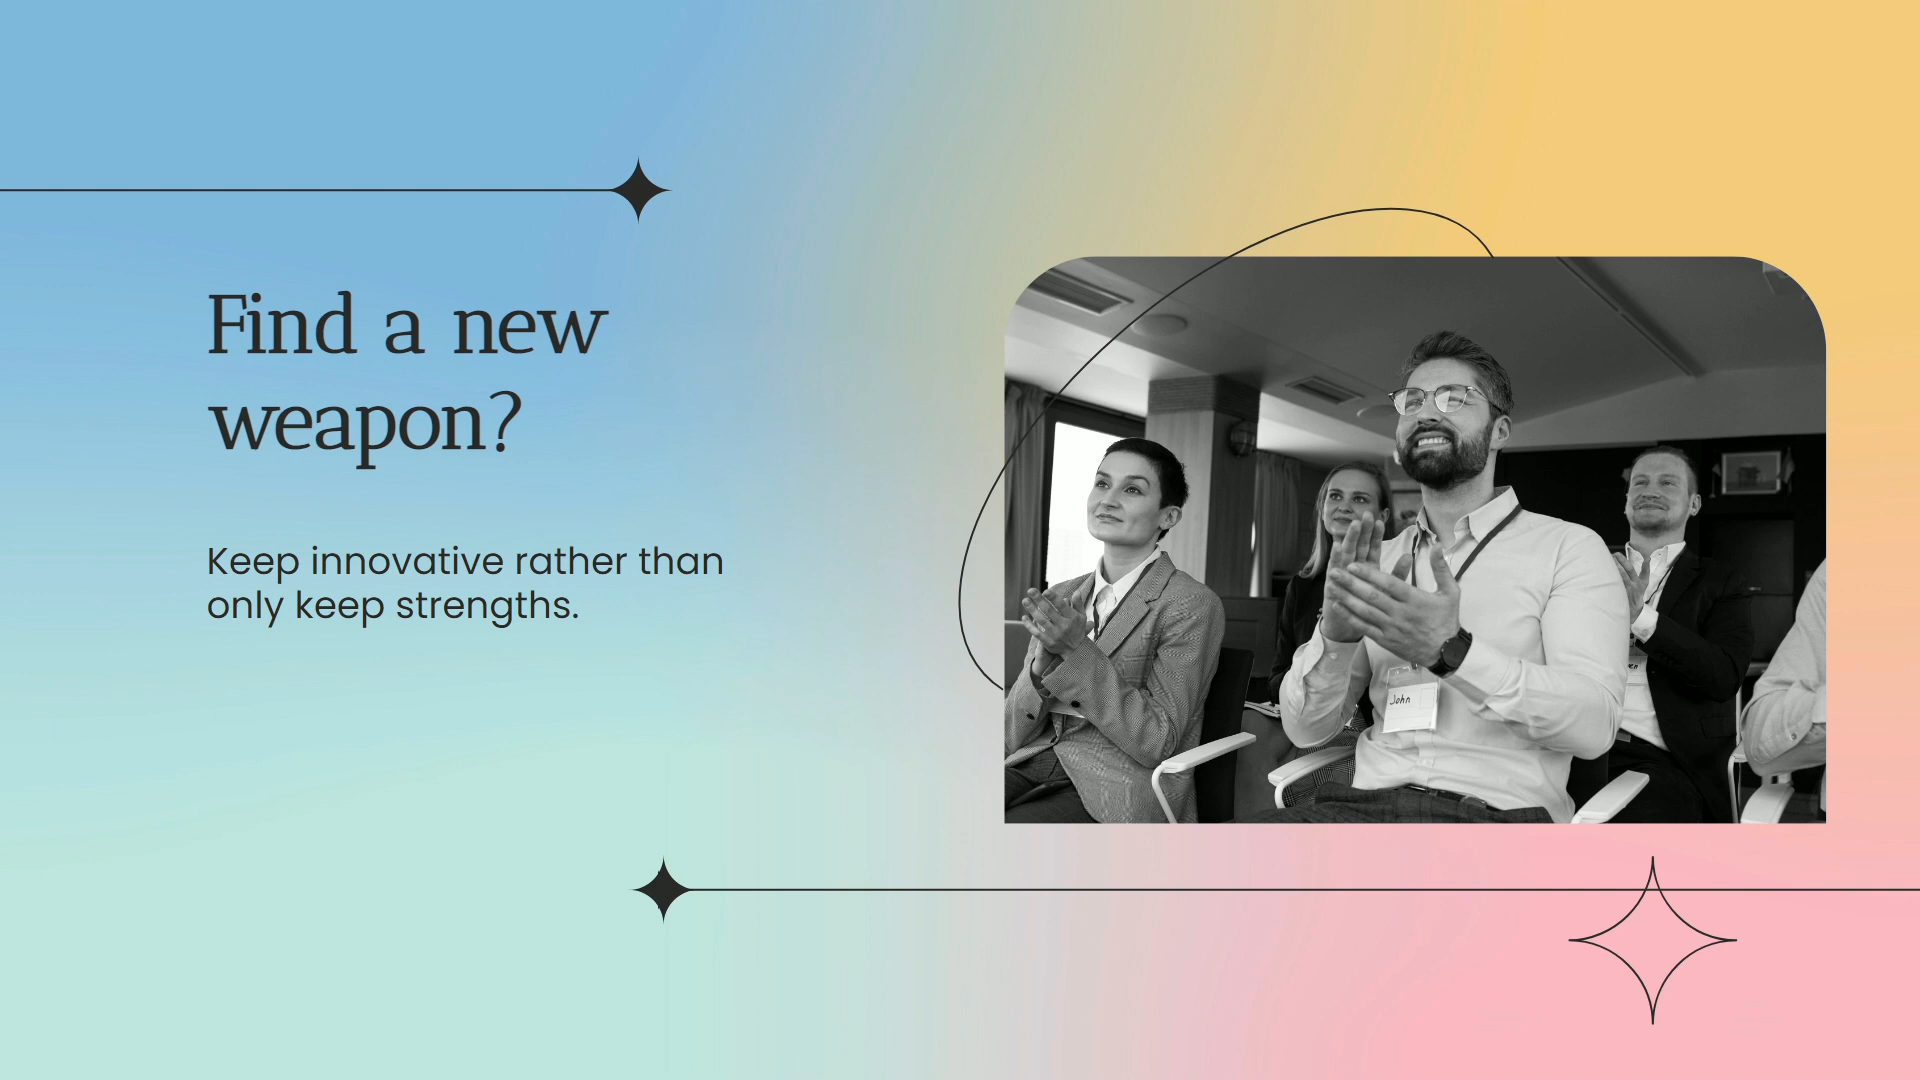 Find a new
weapon?
Keep innovative rather than
only keep strengths.
John